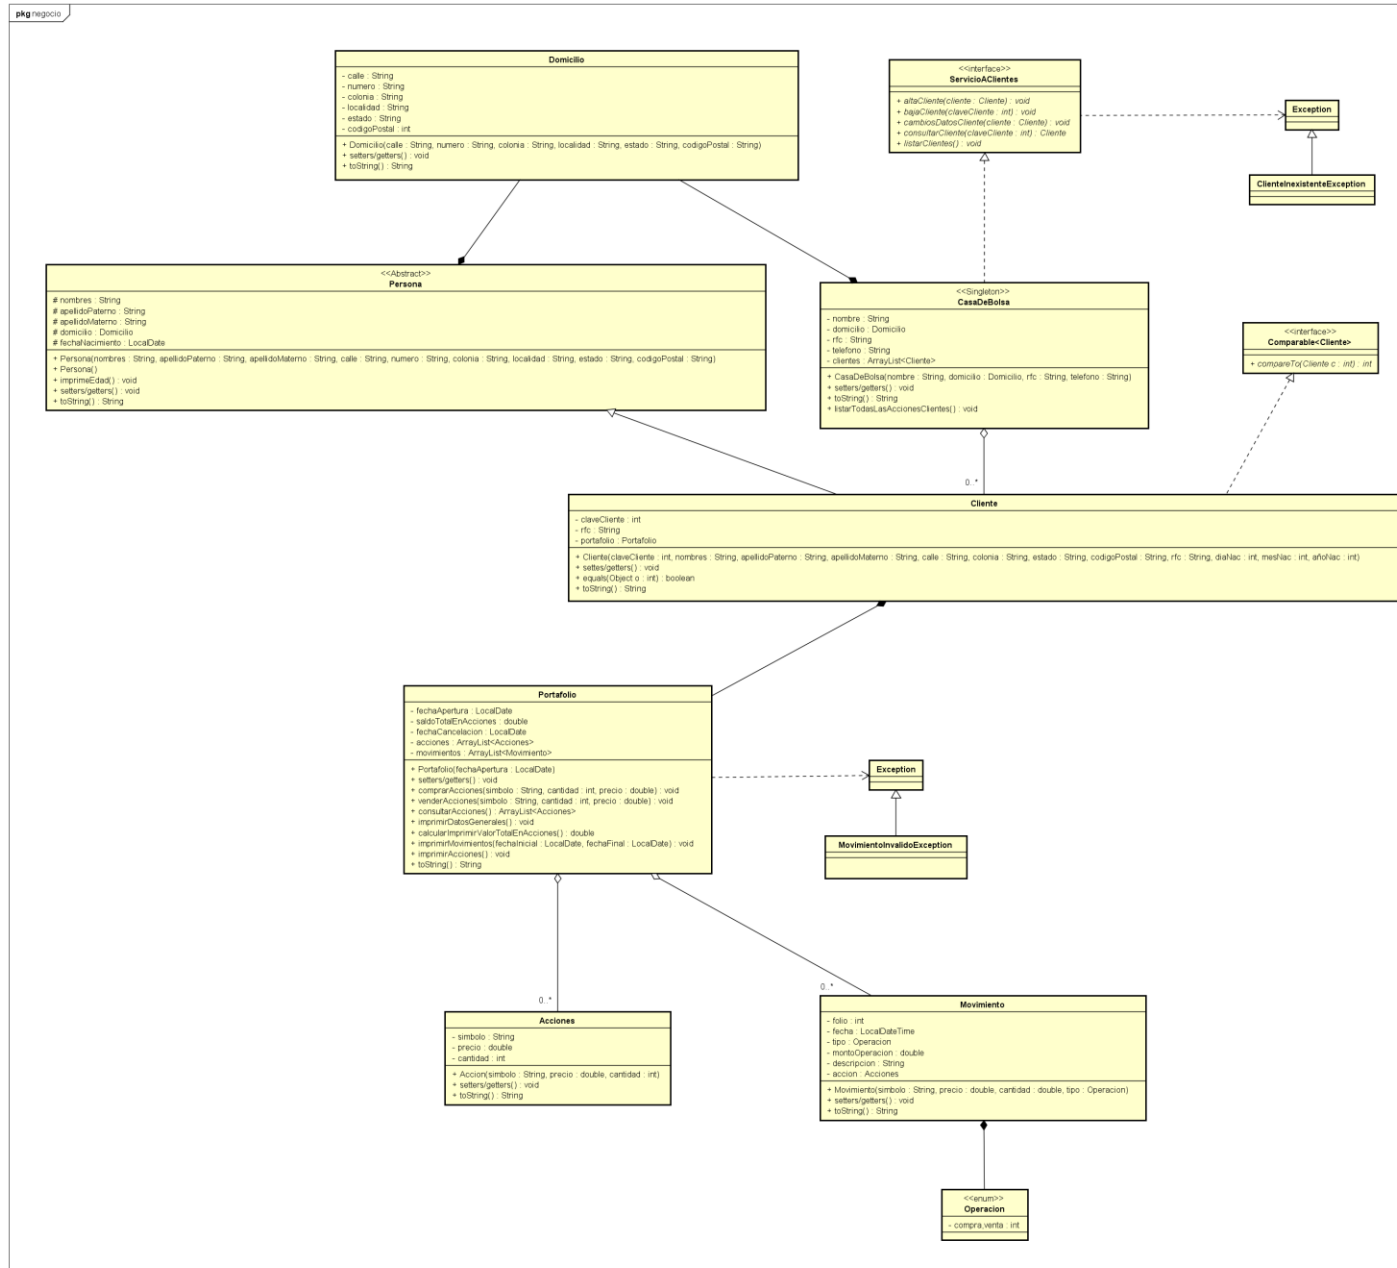 pkg negocio
Domicilio
- calle : String
- numero : String
- colonia : String
- localidad : String
- estado : String
- codigoPostal : int
+ Domicilio(calle : String, numero : String, colonia : String, localidad : String, estado : String, codigoPostal : String)
+ setters/getters() : void
+ toString() : String
<<interface>>
ServicioAClientes
+ altaCliente(cliente : Cliente) : void
+ bajaCliente(claveCliente : int) : void
+ cambiosDatosCliente(cliente : Cliente) : void
+ consultarCliente(claveCliente : int) : Cliente
+ listarClientes() : void
Exception
ClienteInexistenteException
<<Abstract>>
Persona
# nombres : String
# apellidoPaterno : String
# apellidoMaterno : String
# domicilio : Domicilio
# fechaNacimiento : LocalDate
+ Persona(nombres : String, apellidoPaterno : String, apellidoMaterno : String, calle : String, numero : String, colonia : String, localidad : String, estado : String, codigoPostal : String)
+ Persona()
+ imprimeEdad() : void
+ setters/getters() : void
+ toString() : String
<<Singleton>>
CasaDeBolsa
- nombre : String
- domicilio : Domicilio
- rfc : String
- telefono : String
- clientes : ArrayList<Cliente>
+ CasaDeBolsa(nombre : String, domicilio : Domicilio, rfc : String, telefono : String)
+ setters/getters() : void
+ toString() : String
+ listarTodasLasAccionesClientes() : void
<<interface>>
Comparable<Cliente>
+ compareTo(Cliente c : int) : int
0..*
Cliente
- claveCliente : int
- rfc : String
- portafolio : Portafolio
+ Cliente(claveCliente : int, nombres : String, apellidoPaterno : String, apellidoMaterno : String, calle : String, colonia : String, estado : String, codigoPostal : String, rfc : String, diaNac : int, mesNac : int, añoNac : int)
+ settes/getters() : void
+ equals(Object o : int) : boolean
+ toString() : String
Portafolio
- fechaApertura : LocalDate
- saldoTotalEnAcciones : double
- fechaCancelacion : LocalDate
- acciones : ArrayList<Acciones>
- movimientos : ArrayList<Movimiento>
+ Portafolio(fechaApertura : LocalDate)
+ setters/getters() : void
+ comprarAcciones(simbolo : String, cantidad : int, precio : double) : void
+ venderAcciones(simbolo : String, cantidad : int, precio : double) : void
+ consultarAcciones() : ArrayList<Acciones>
+ imprimirDatosGenerales() : void
+ calcularImprimirValorTotalEnAcciones() : double
+ imprimirMovimientos(fechaInicial : LocalDate, fechaFinal : LocalDate) : void
+ imprimirAcciones() : void
+ toString() : String
Exception
MovimientoInvalidoException
0..*
0..*
Acciones
- simbolo : String
- precio : double
- cantidad : int
+ Accion(simbolo : String, precio : double, cantidad : int)
+ setters/getters() : void
+ toString() : String
Movimiento
- folio : int
- fecha : LocalDateTime
- tipo : Operacion
- montoOperacion : double
- descripcion : String
- accion : Acciones
+ Movimiento(simbolo : String, precio : double, cantidad : double, tipo : Operacion)
+ setters/getters() : void
+ toString() : String
<<enum>>
Operacion
- compra,venta : int